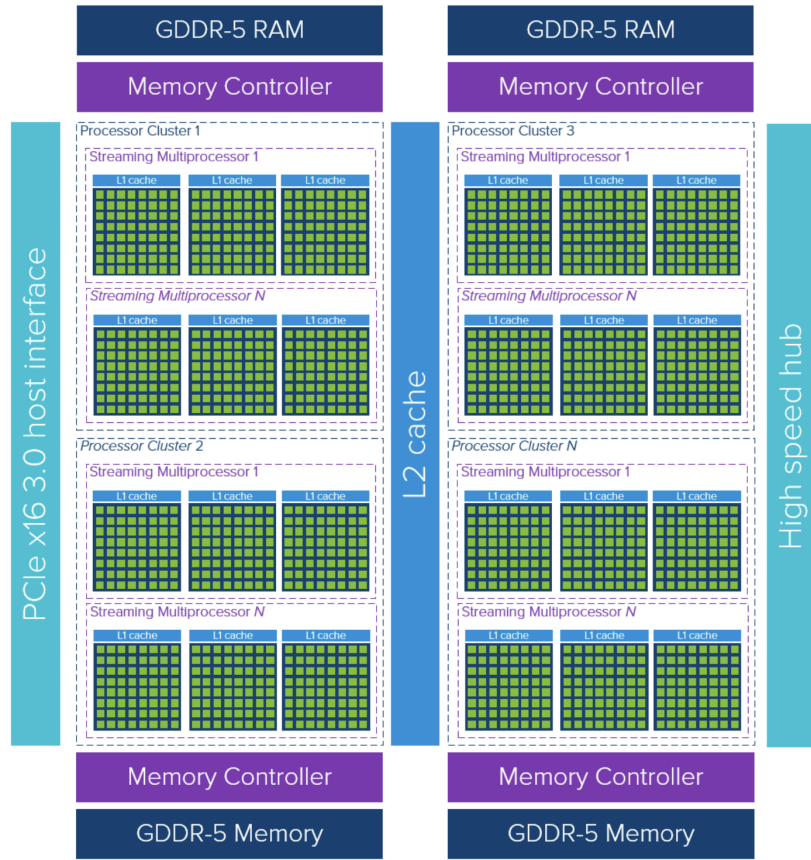 GDDR-5 RAM
GDDR-5 RAM
Memory Controller
Memory Controller
PCIe x16 3.0 host interface
Processor Cluster 1
Streaming Multiprocessor 1
L1 cache
L1 cache
L1 cache
Streaming Multiprocessor N
L1 cache
L1 cache
L1 cache
Processor Cluster 2
Streaming Multiprocessor 1
L1 cache
L1 cache
L1 cache
Streaming Multiprocessor N
L1 cache
L1 cache
L1 cache
L2 cache
Processor Cluster 3
Streaming Multiprocessor 1
L1 cache
L1 cache
L1 cache
Streaming Multiprocessor N
L1 cache
L1 cache
L1 cache
Processor Cluster N
Streaming Multiprocessor 1
L1 cache
L1 cache
L1 cache
Streaming Multiprocessor N
L1 cache
L1 cache
L1 cache
High speed hub
Memory Controller
Memory Controller
GDDR-5 Memory
GDDR-5 Memory